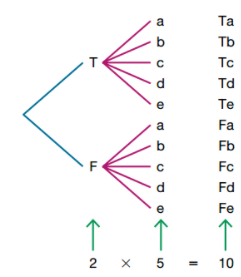 a Ta
b Tb
T c Tc
d Td
e Te
a Fa
b Fb
F c Fc
d Fd
e Fe
2 × 5 = 10